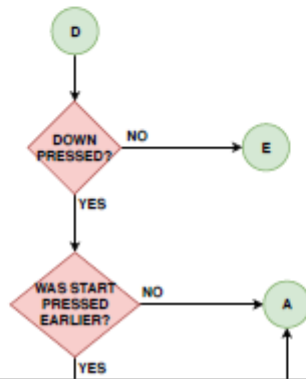 D
DOWN
PRESSED?
NO
E
YES
WAS START
PRESSED
EARLIER?
NO
A
YES